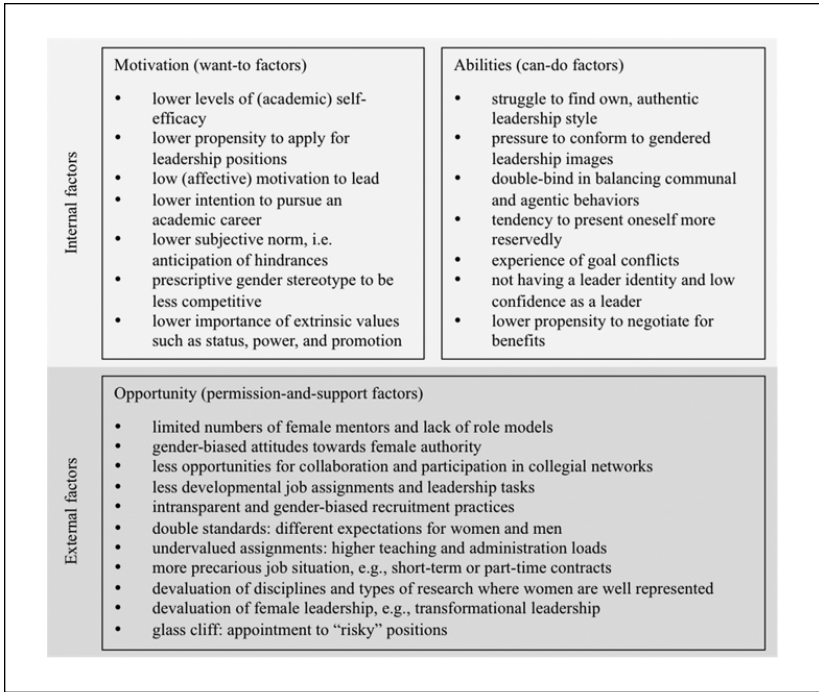 Internal factors
Motivation (want-to factors)
• lower levels of (academic) self-
efficacy
• lower propensity to apply for
leadership positions
• low (affective) motivation to lead
• lower intention to pursue an
academic career
• lower subjective norm, i.e.
anticipation of hindrances
• prescriptive gender stereotype to be
less competitive
• lower importance of extrinsic values
such as status, power, and promotion
Abilities (can-do factors)
• struggle to find own, authentic
leadership style
• pressure to conform to gendered
leadership images
• double-bind in balancing communal
and agentic behaviors
• tendency to present oneself more
reservedly
• experience of goal conflicts
• not having a leader identity and low
confidence as a leader
• lower propensity to negotiate for
benefits
External factors
Opportunity (permission-and-support factors)
• limited numbers of female mentors and lack of role models
• gender-biased attitudes towards female authority
• less opportunities for collaboration and participation in collegial networks
• less developmental job assignments and leadership tasks
• intransparent and gender-biased recruitment practices
• double standards: different expectations for women and men
• undervalued assignments: higher teaching and administration loads
• more precarious job situation, e.g., short-term or part-time contracts
• devaluation of disciplines and types of research where women are well represented
• devaluation of female leadership, e.g., transformational leadership
• glass cliff: appointment to “risky” positions